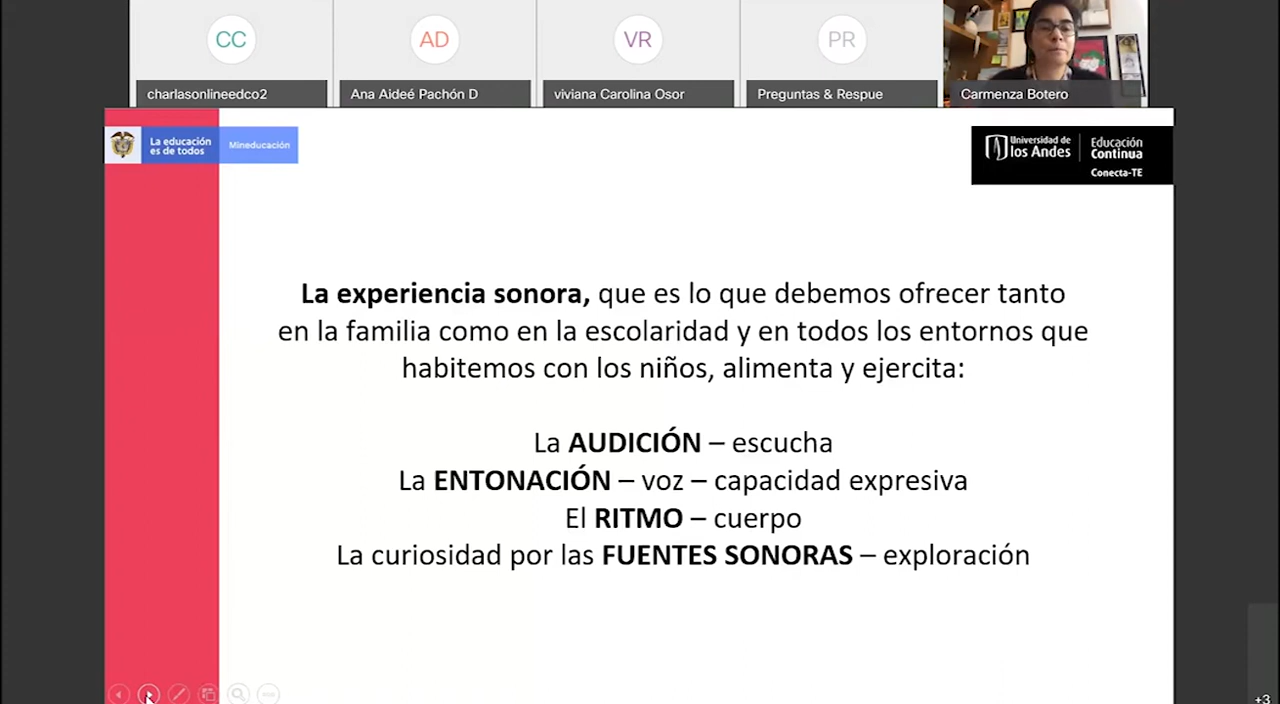 CC
AD
VR
PR
charlasonlineedco2
Ana Aideé Pachón D
viviana Carolina Osor
Preguntas & Respue
Carmenza Botero
La educación
es de todos
Mineducación
Universidad de
los Andes
Educación
Continua
Conecta-TE
La experiencia sonora, que es lo que debemos ofrecer tanto
en la familia como en la escolaridad y en todos los entornos que
habitemos con los niños, alimenta y ejercita:
La AUDICIÓN – escucha
La ENTONACIÓN – voz – capacidad expresiva
El RITMO – cuerpo
La curiosidad por las FUENTES SONORAS – exploración
+3